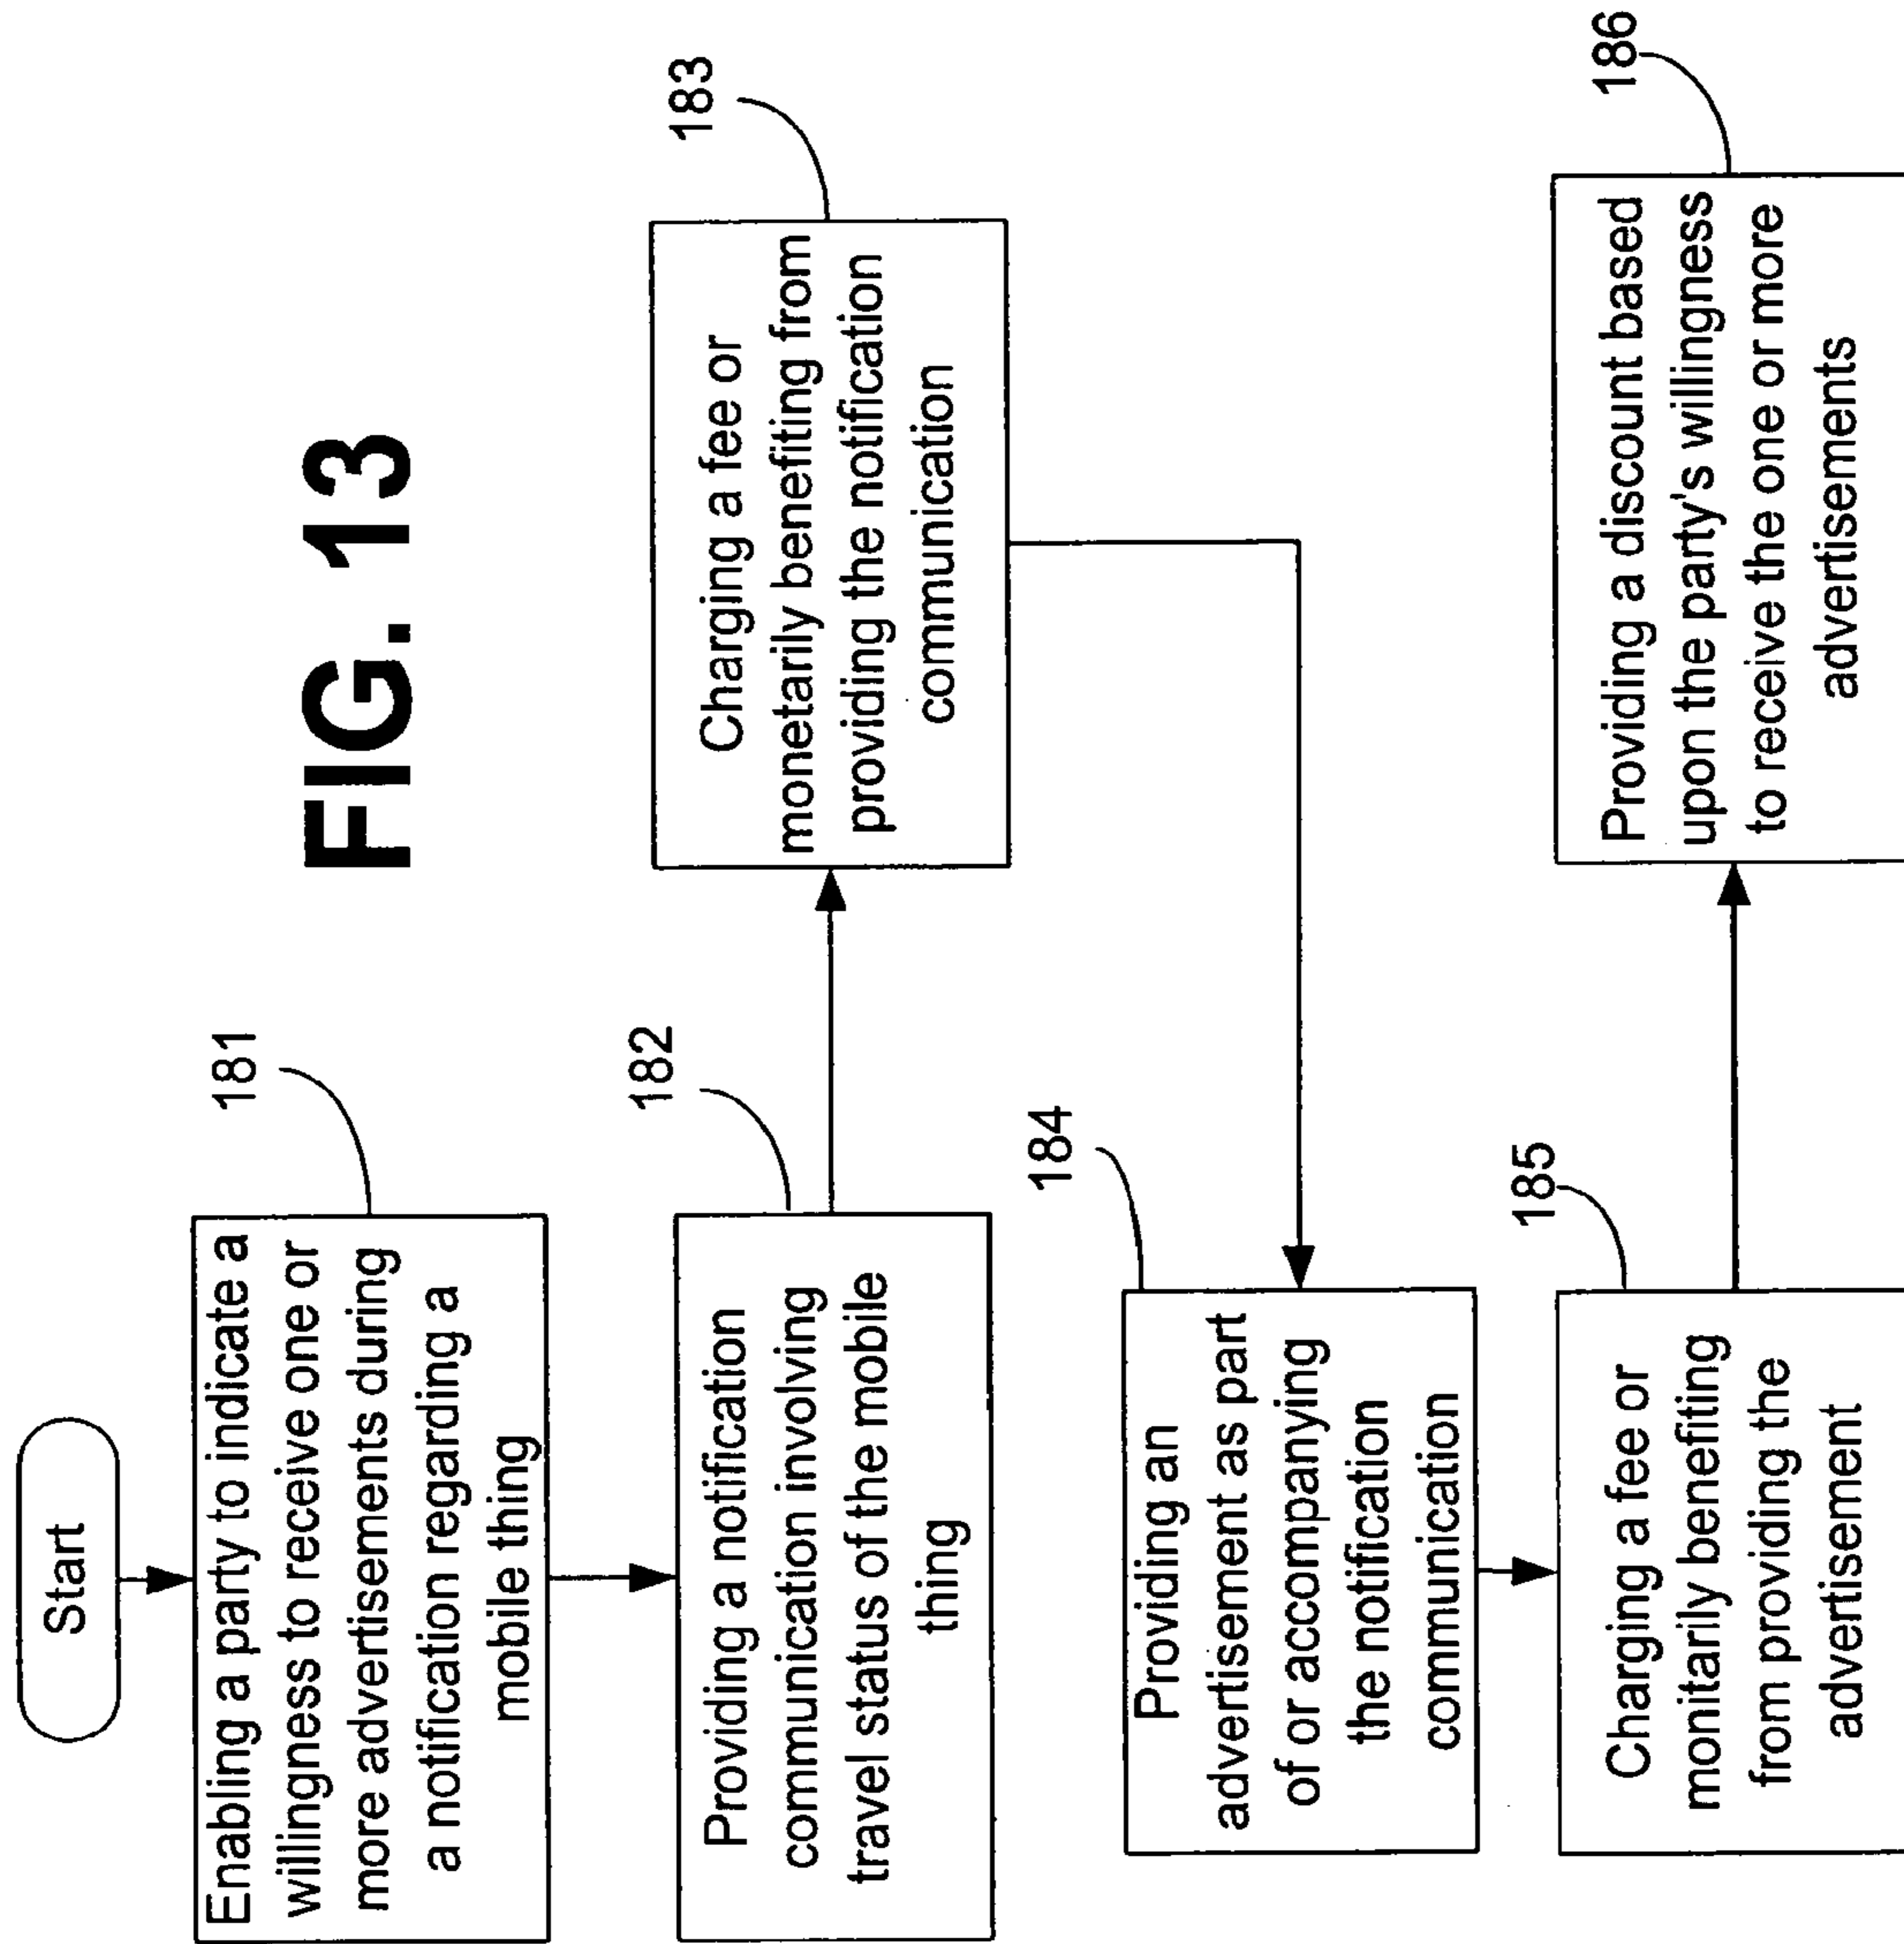 FIG. 13
Start
181
Enabling a party to indicate a
willingness to receive one or
more advertisements during
a notification regarding a
mobile thing
182
Providing a notification
communication involving
travel status of the mobile
thing
183
Charging a fee or
monetarily benefiting from
providing the notification
communication
184
Providing an
advertisement as part
of or accompanying
the notification
communication
185
Charging a fee or
monitarily benefiting
from providing the
advertisement
186
Providing a discount based
upon the party's willingness
to receive the one or more
advertisements